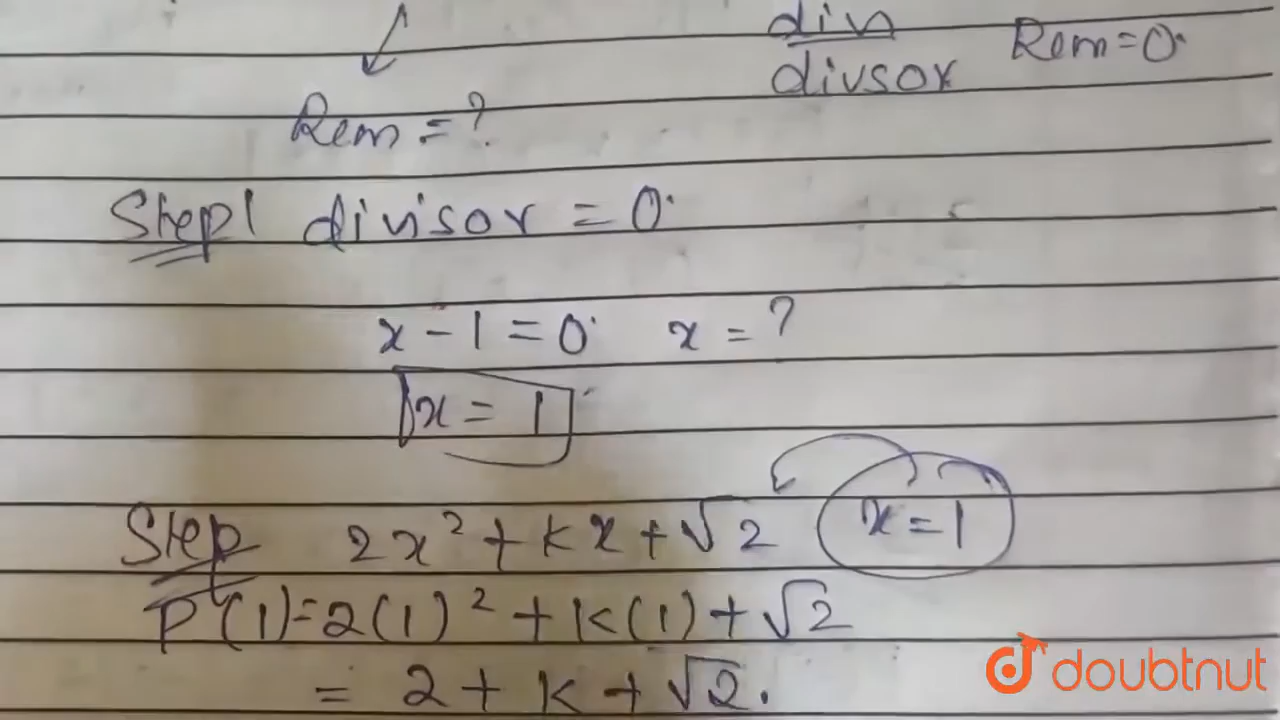 div
divsor Rem=0.
Rem=?
Step1 divisor = 0.
x-1=0. x=?
x = 1
Step 2x²+kx+√2 x=1
P(1)=2(1)²+k(1)+√2
= 2+k+√2.
doubtnut